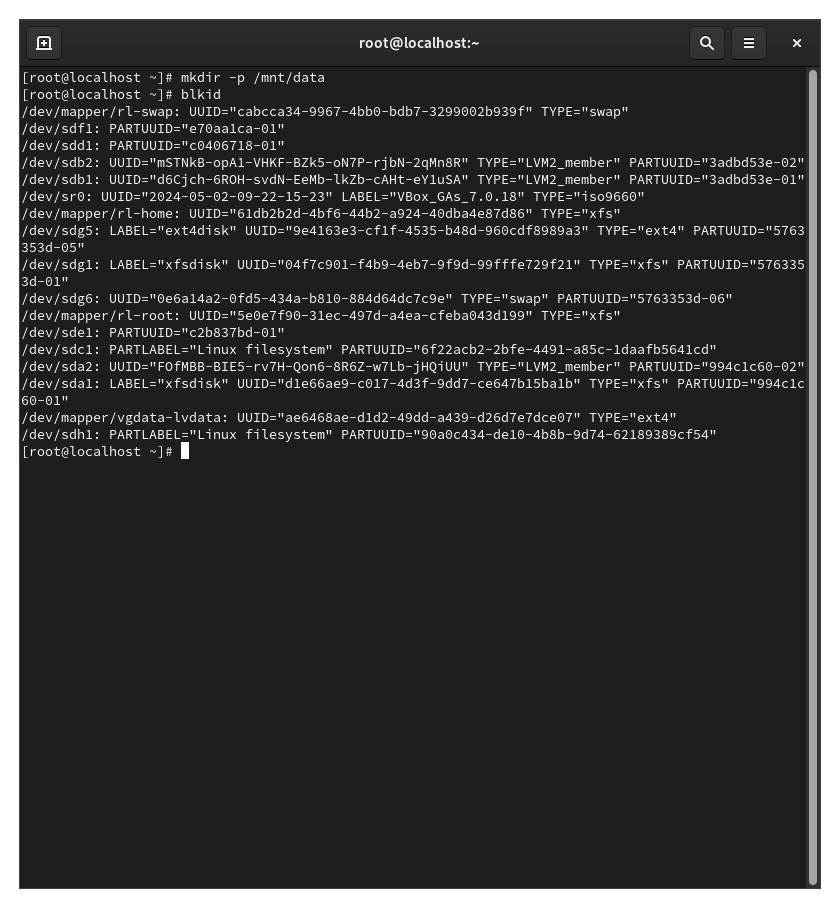 root@localhost:~
[root@localhost ~]# mkdir -p /mnt/data
[root@localhost ~]# blkid
/dev/mapper/rl-swap: UUID="cabcca34-9967-4bb0-bdb7-3299002b939f" TYPE="swap"
/dev/sdf1: PARTUUID="e70aa1ca-01"
/dev/sdd1: PARTUUID="c0406718-01"
/dev/sdb2: UUID="mSTNkB-opA1-VHKF-BZk5-oN7P-rjbN-2qMn8R" TYPE="LVM2_member" PARTUUID="3adbd53e-02"
/dev/sdb1: UUID="d6Cjch-6ROH-svdN-EeMb-lkZb-cAHt-eY1uSA" TYPE="LVM2_member" PARTUUID="3adbd53e-01"
/dev/sr0: UUID="2024-05-02-09-22-15-23" LABEL="VBox_GAs_7.0.18" TYPE="iso9660"
/dev/mapper/rl-home: UUID="61db2b2d-4bf6-44b2-a924-40dba4e87d86" TYPE="xfs"
/dev/sdg5: LABEL="ext4disk" UUID="9e4163e3-cf1f-4535-b48d-960cdf8989a3" TYPE="ext4" PARTUUID="5763
353d-05"
/dev/sdg1: LABEL="xfsdisk" UUID="04f7c901-f4b9-4eb7-9f9d-99fffe729f21" TYPE="xfs" PARTUUID="576335
3d-01"
/dev/sdg6: UUID="0e6a14a2-0fd5-434a-b810-884d64dc7c9e" TYPE="swap" PARTUUID="5763353d-06"
/dev/mapper/rl-root: UUID="5e0e7f90-31ec-497d-a4ea-cfeba043d199" TYPE="xfs"
/dev/sde1: PARTUUID="c2b837bd-01"
/dev/sdc1: PARTLABEL="Linux filesystem" PARTUUID="6f22acb2-2bfe-4491-a85c-1daafb5641cd"
/dev/sda2: UUID="FOfMBB-BIE5-rv7H-Qon6-8R6Z-w7Lb-jHQiUU" TYPE="LVM2_member" PARTUUID="994c1c60-02"
/dev/sda1: LABEL="xfsdisk" UUID="d1e66ae9-c017-4d3f-9dd7-ce647b15ba1b" TYPE="xfs" PARTUUID="994c1c
60-01"
/dev/mapper/vgdata-lvdata: UUID="ae6468ae-d1d2-49dd-a439-d26d7e7dce07" TYPE="ext4"
/dev/sdh1: PARTLABEL="Linux filesystem" PARTUUID="90a0c434-de10-4b8b-9d74-62189389cf54"
[root@localhost ~]#